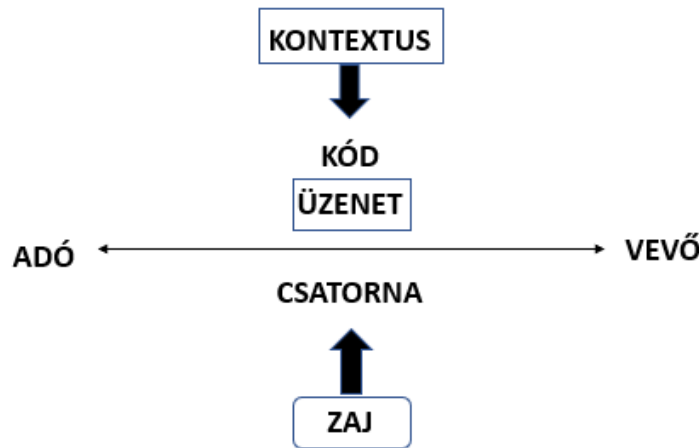 KONTEXTUS
KÓD
ÜZENET
ADÓ
VEVŐ
CSATORNA
ZAJ